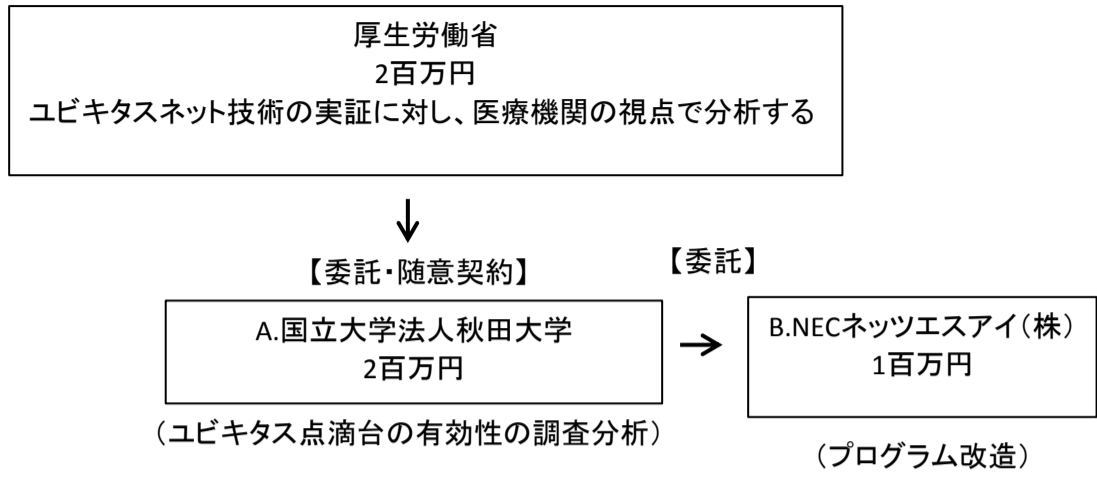 厚生労働省
2百万円
ユビキタスネット技術の実証に対し、医療機関の視点で分析する
【委託・随意契約】
A.国立大学法人秋田大学
2百万円
（ユビキタス点滴台の有効性の調査分析）
【委託】
B.NECネッツエスアイ（株）
1百万円
（プログラム改造）